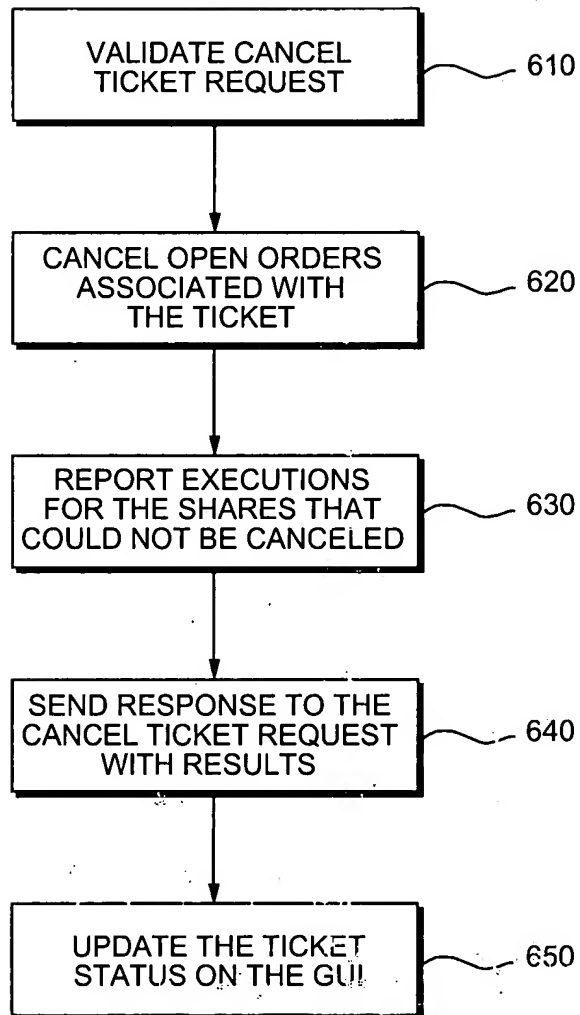 VALIDATE CANCEL
TICKET REQUEST
610
CANCEL OPEN ORDERS
ASSOCIATED WITH
THE TICKET
620
REPORT EXECUTIONS
FOR THE SHARES THAT
COULD NOT BE CANCELED
630
SEND RESPONSE TO THE
CANCEL TICKET REQUEST
WITH RESULTS
640
UPDATE THE TICKET
STATUS ON THE GUI
650